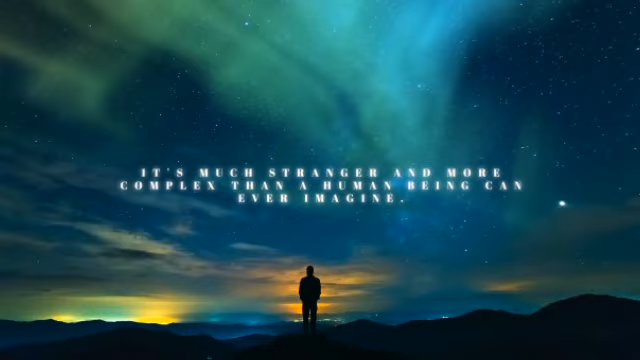 IT'S MUCH STRANGER AND MORE
COMPLEX THAN A HUMAN BEING CAN
EVER IMAGINE.